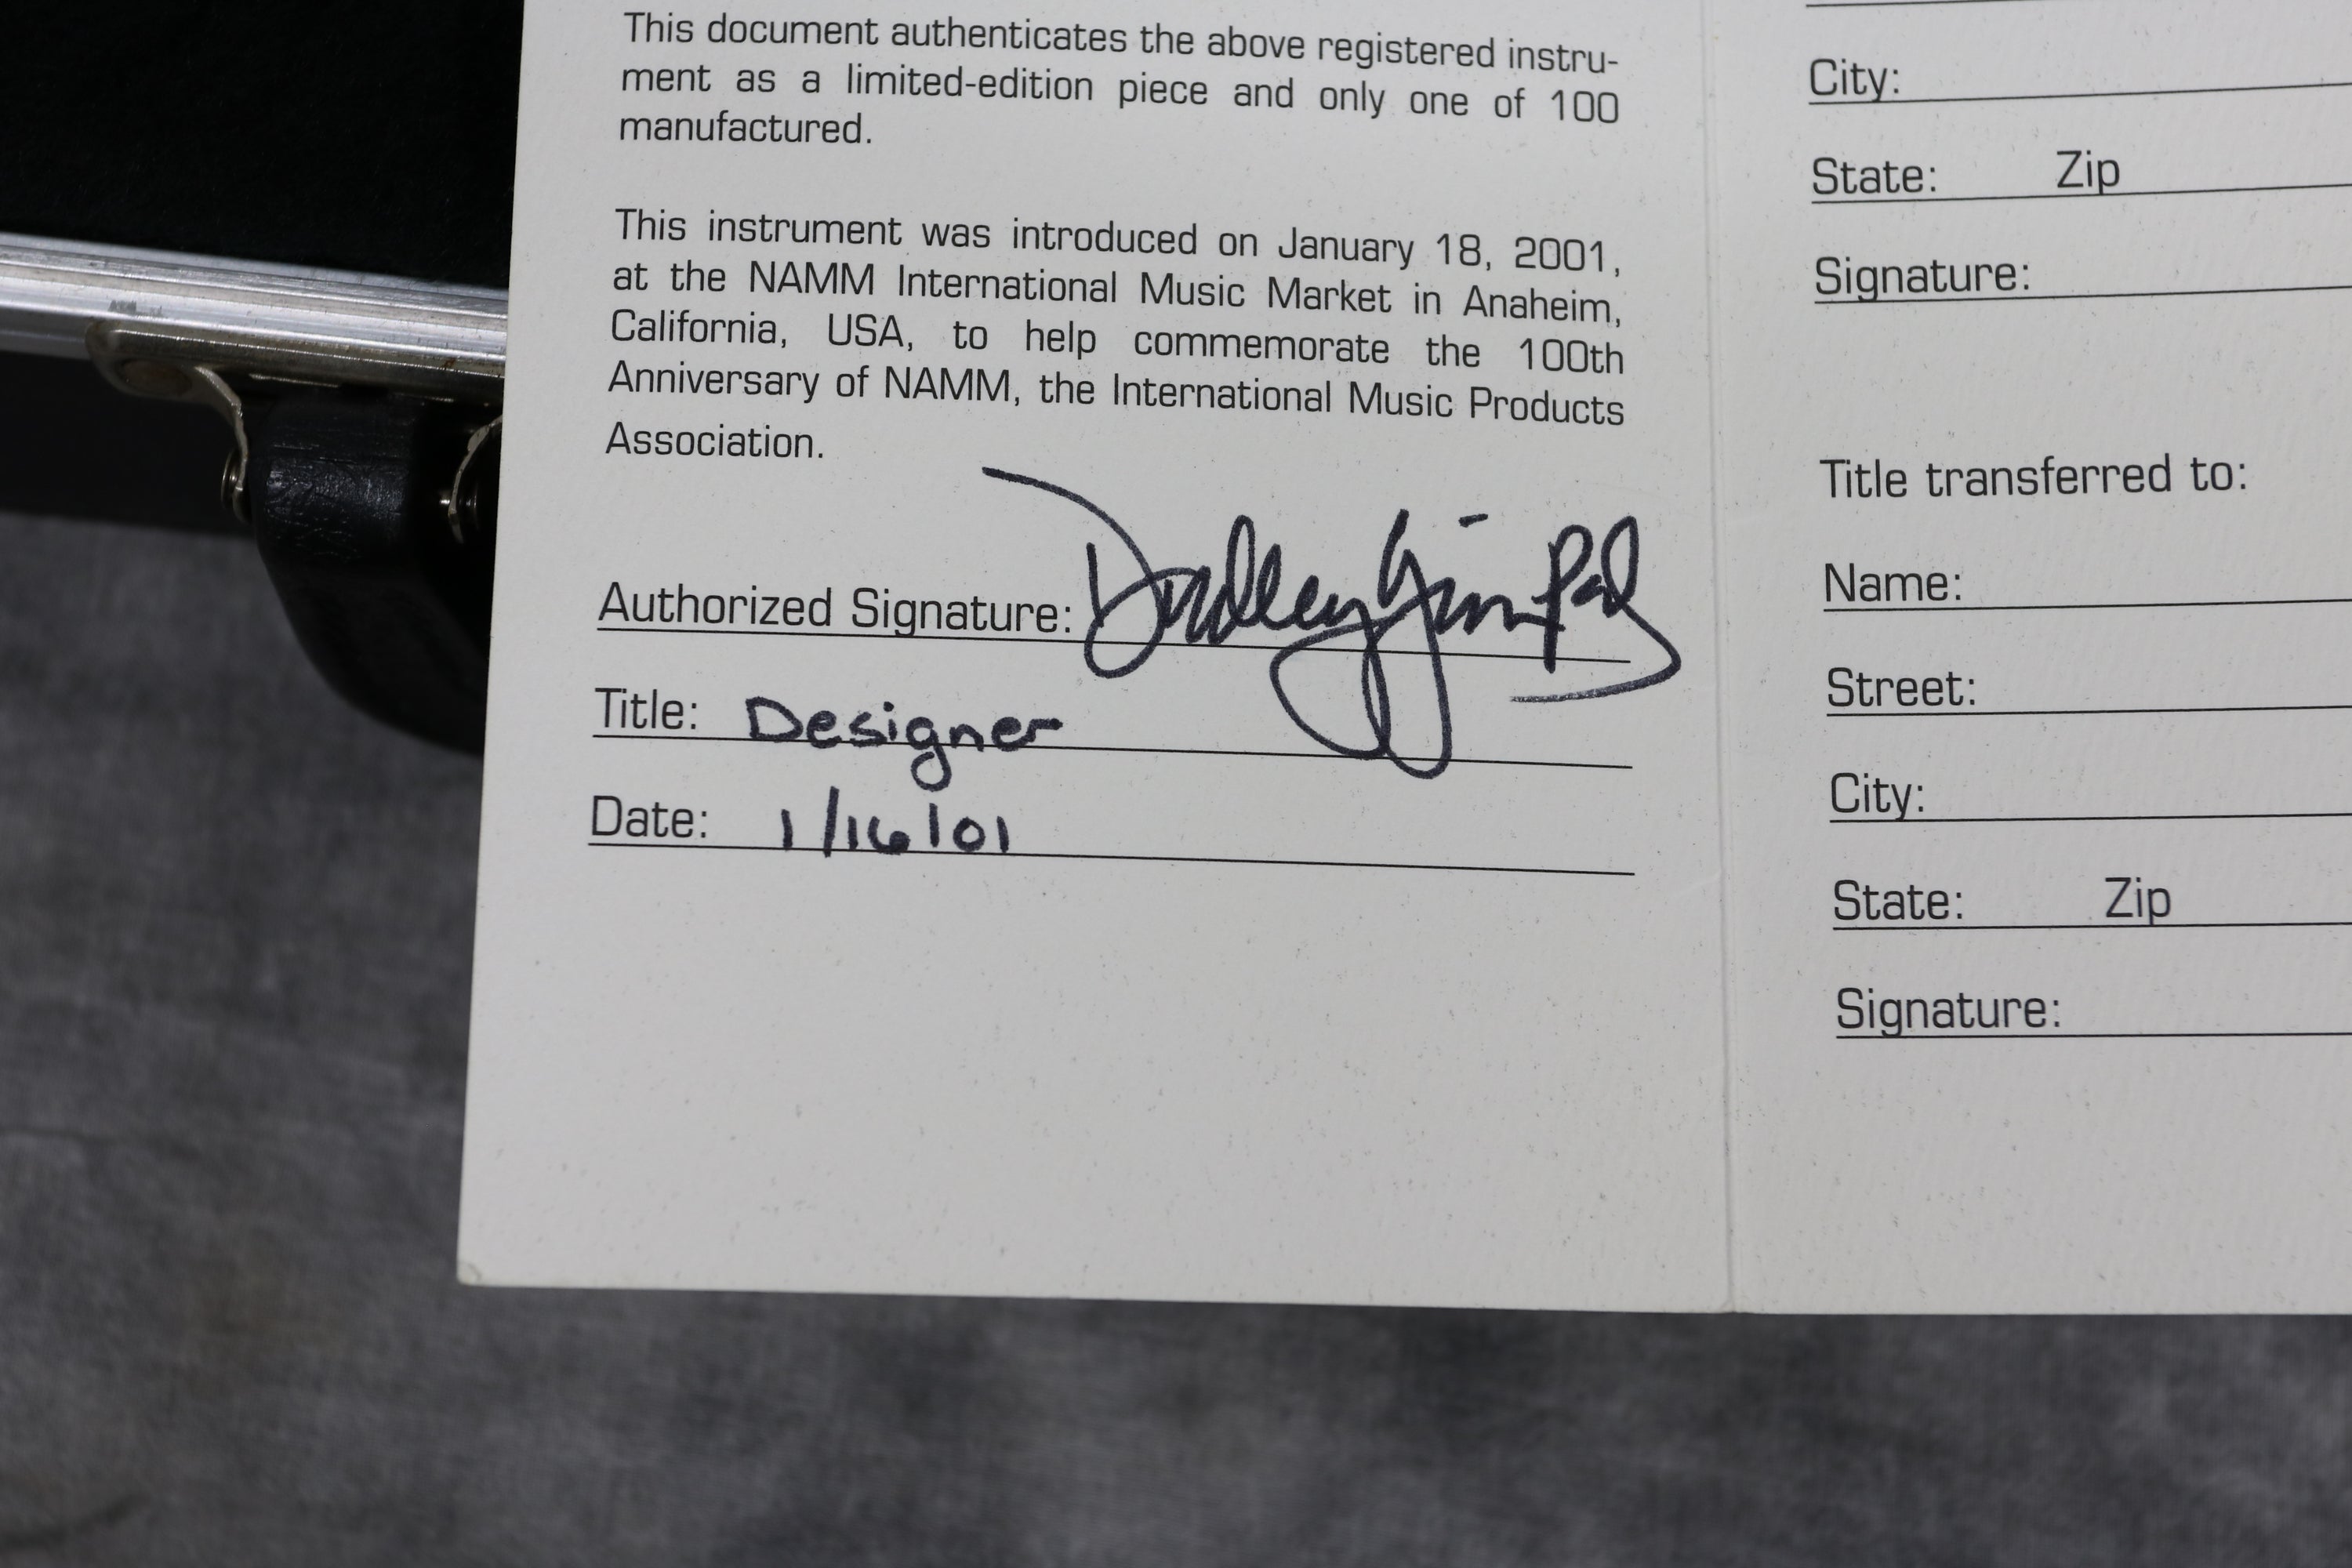 This document authenticates the above registered instru-
ment as a limited-edition piece and only one of 100
manufactured.
This instrument was introduced on January 18, 2001,
at the NAMM International Music Market in Anaheim,
California, USA, to help commemorate the 100th
Anniversary of NAMM, the International Music Products
Association.
Authorized Signature: Dudley Gimpel
Title: Designer
Date: 1/16/01
City:
State: Zip
Signature:
Title transferred to:
Name:
Street:
City:
State: Zip
Signature: